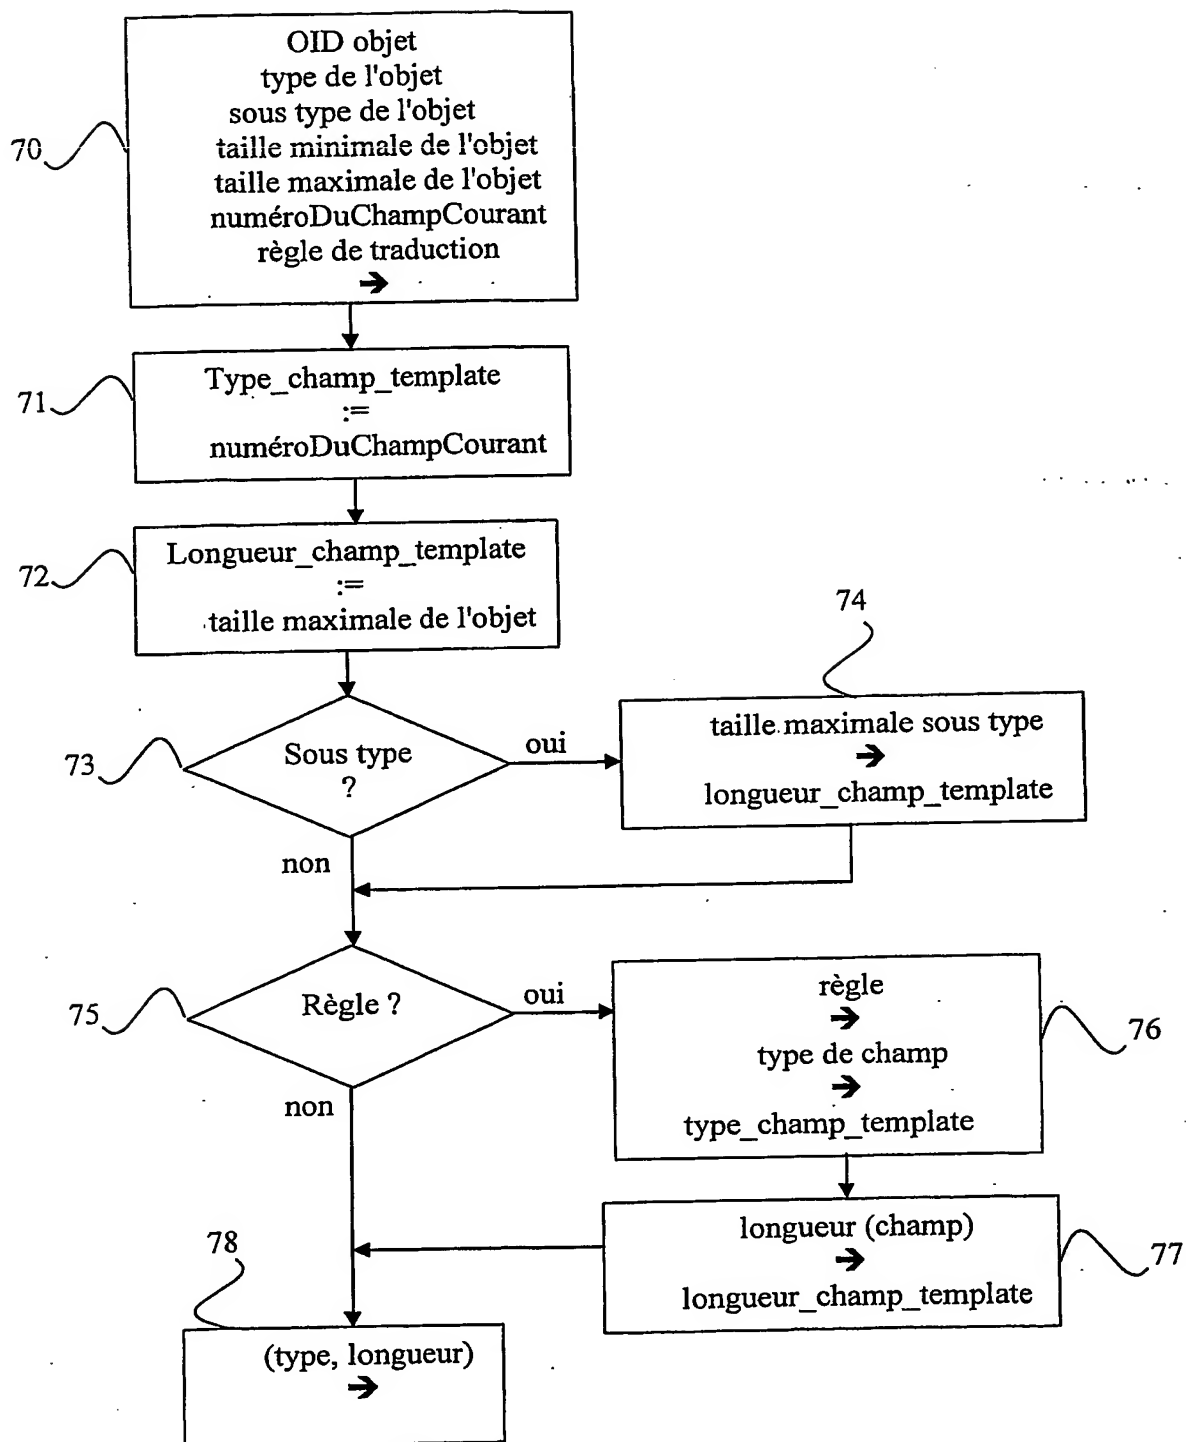 OID objet
type de l'objet
sous type de l'objet
taille minimale de l'objet
taille maximale de l'objet
numéroDuChampCourant
règle de traduction
➔
70
Type_champ_template
:=
numéroDuChampCourant
71
Longueur_champ_template
:=
taille maximale de l'objet
72
74
Sous type
?
73
oui
taille maximale sous type
➔
longueur_champ_template
non
Règle ?
75
oui
règle
➔
type de champ
➔
type_champ_template
76
non
longueur (champ)
➔
longueur_champ_template
77
78
(type, longueur)
➔